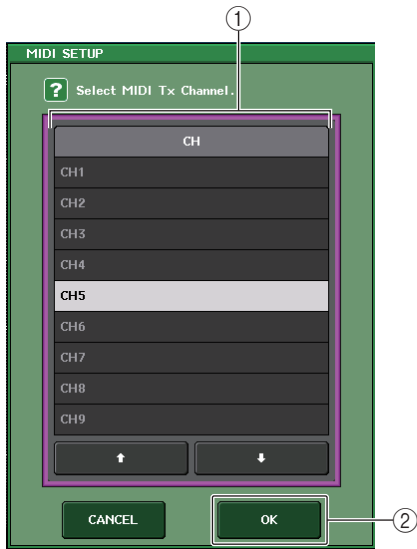 ①
MIDI SETUP
? Select MIDI Tx Channel.
CH
CH1
CH2
CH3
CH4
CH5
CH6
CH7
CH8
CH9
CANCEL OK
②